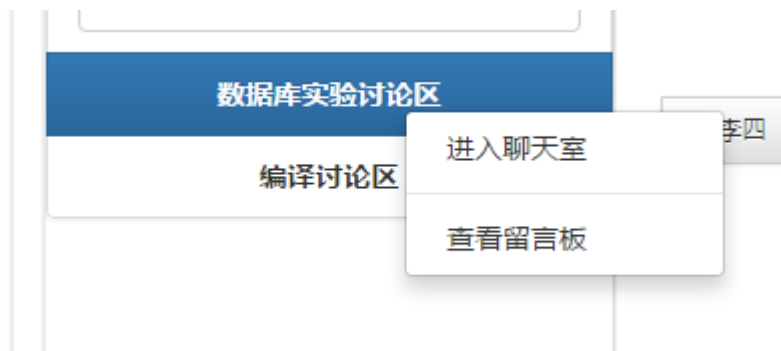 数据库实验讨论区
李四
进入聊天室
编译讨论区
查看留言板